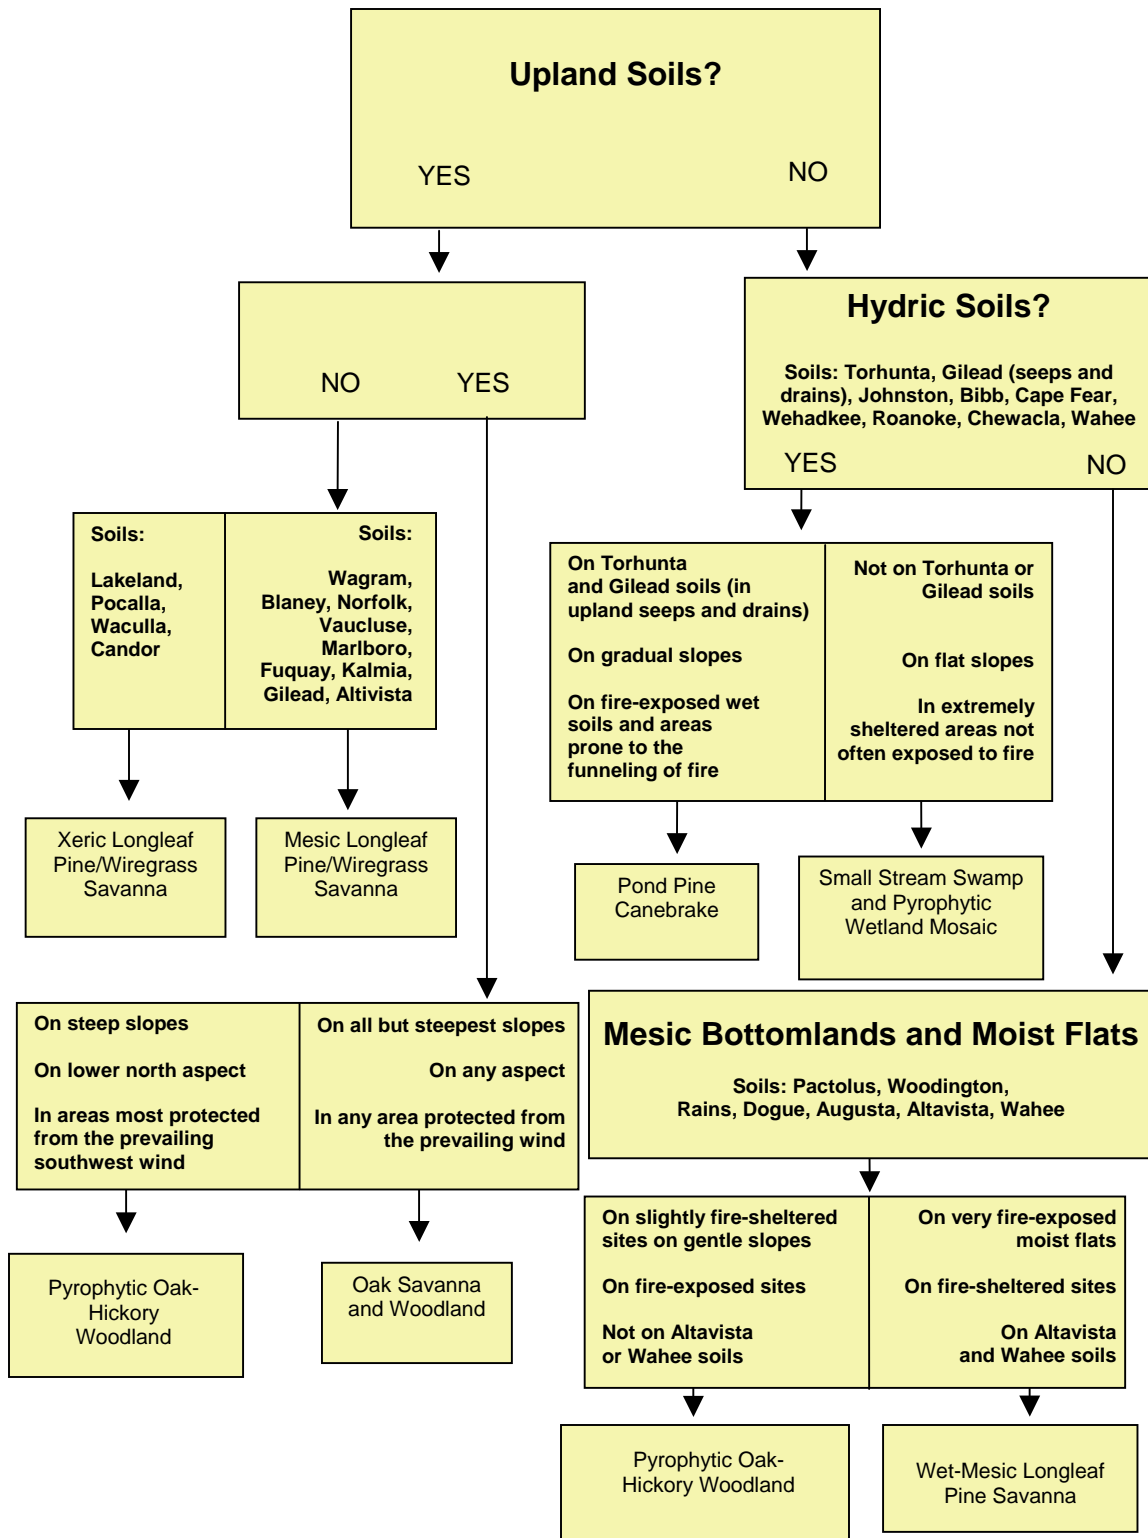 Upland Soils?
YES
NO
NO
YES
Hydric Soils?
Soils: Torhunta, Gilead (seeps and
drains), Johnston, Bibb, Cape Fear,
Wehadkee, Roanoke, Chewacla, Wahee
YES
NO
Soils:
Lakeland,
Pocalla,
Waculla,
Candor
Soils:
Wagram,
Blaney, Norfolk,
Vaucluse,
Marlboro,
Fuquay, Kalmia,
Gilead, Altivista
On Torhunta
and Gilead soils (in
upland seeps and drains)
On gradual slopes
On fire-exposed wet
soils and areas
prone to the
funneling of fire
Not on Torhunta or
Gilead soils
On flat slopes
In extremely
sheltered areas not
often exposed to fire
Xeric Longleaf
Pine/Wiregrass
Savanna
Mesic Longleaf
Pine/Wiregrass
Savanna
Pond Pine
Canebrake
Small Stream Swamp
and Pyrophytic
Wetland Mosaic
On steep slopes
On lower north aspect
In areas most protected
from the prevailing
southwest wind
On all but steepest slopes
On any aspect
In any area protected from
the prevailing wind
Mesic Bottomlands and Moist Flats
Soils: Pactolus, Woodington,
Rains, Dogue, Augusta, Altavista, Wahee
On slightly fire-sheltered
sites on gentle slopes
On fire-exposed sites
Not on Altavista
or Wahee soils
On very fire-exposed
moist flats
On fire-sheltered sites
On Altavista
and Wahee soils
Pyrophytic Oak-
Hickory
Woodland
Oak Savanna
and Woodland
Pyrophytic Oak-
Hickory Woodland
Wet-Mesic Longleaf
Pine Savanna